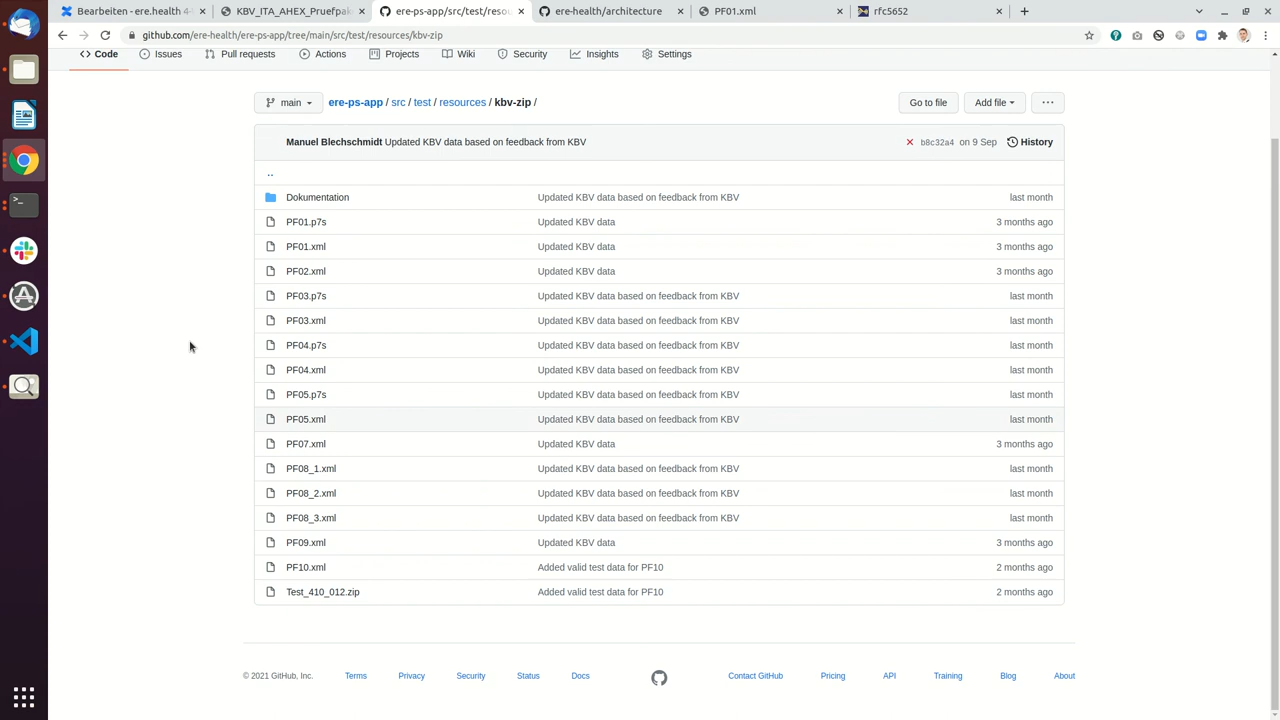 Bearbeiten - ere.health 4- × KBV_ITA_AHEX_Pruefpak × ere-ps-app/src/test/resou × ere-health/architecture × PF01.xml × rfc5652 × +
github.com/ere-health/ere-ps-app/tree/main/src/test/resources/kbv-zip
Code Issues Pull requests Actions Projects Wiki Security Insights Settings
main ere-ps-app / src / test / resources / kbv-zip / Go to file Add file ···
Manuel Blechschmidt Updated KBV data based on feedback from KBV × b8c32a4 on 9 Sep History
..
Dokumentation Updated KBV data based on feedback from KBV last month
PF01.p7s Updated KBV data 3 months ago
PF01.xml Updated KBV data 3 months ago
PF02.xml Updated KBV data 3 months ago
PF03.p7s Updated KBV data based on feedback from KBV last month
PF03.xml Updated KBV data based on feedback from KBV last month
PF04.p7s Updated KBV data based on feedback from KBV last month
PF04.xml Updated KBV data based on feedback from KBV last month
PF05.p7s Updated KBV data based on feedback from KBV last month
PF05.xml Updated KBV data based on feedback from KBV last month
PF07.xml Updated KBV data 3 months ago
PF08_1.xml Updated KBV data based on feedback from KBV last month
PF08_2.xml Updated KBV data based on feedback from KBV last month
PF08_3.xml Updated KBV data based on feedback from KBV last month
PF09.xml Updated KBV data 3 months ago
PF10.xml Added valid test data for PF10 2 months ago
Test_410_012.zip Added valid test data for PF10 2 months ago
© 2021 GitHub, Inc. Terms Privacy Security Status Docs Contact GitHub Pricing API Training Blog About